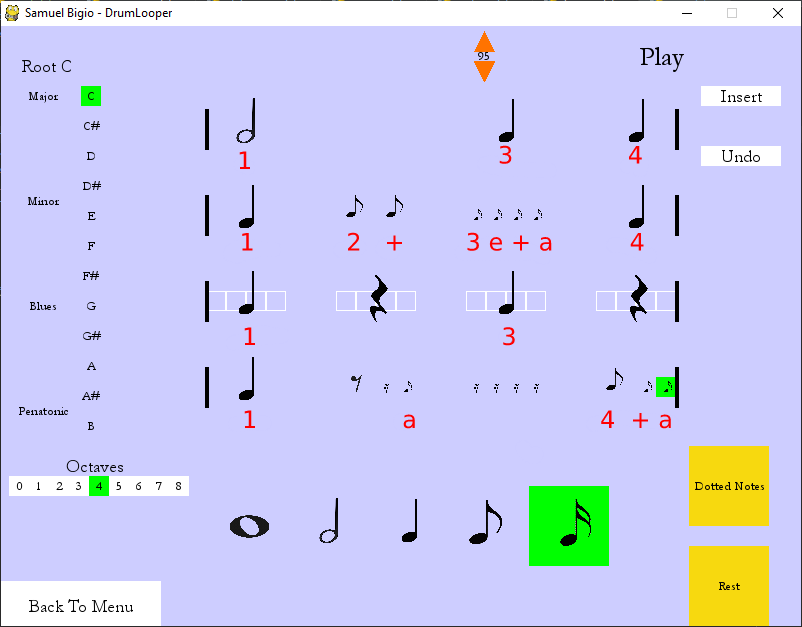 Samuel Bigio - DrumLooper
95
Play
Root C
Major C
Insert
C#
1 3 4
D
Undo
D#
Minor
E
1 2 + 3 e + a 4
F
F#
Blues G
G#
1 3
A
A#
Penatonic
B
1 a 4 + a
Octaves
0 1 2 3 4 5 6 7 8
Dotted Notes
Rest
Back To Menu